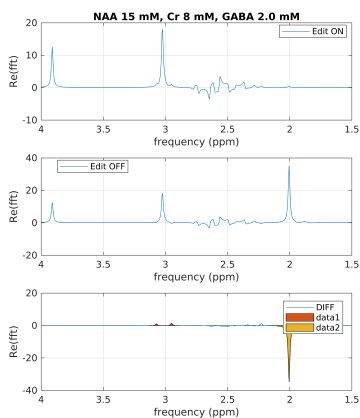 NAA 15 mM, Cr 8 mM, GABA 2.0 mM
20
10
0
-10
Re(fft)
Edit ON
4 3.5 3 2.5 2 1.5
frequency (ppm)
40
20
0
-20
Re(fft)
Edit OFF
4 3.5 3 2.5 2 1.5
frequency (ppm)
20
0
-20
-40
Re(fft)
DIFF
data1
data2
4 3.5 3 2.5 2 1.5
frequency (ppm)